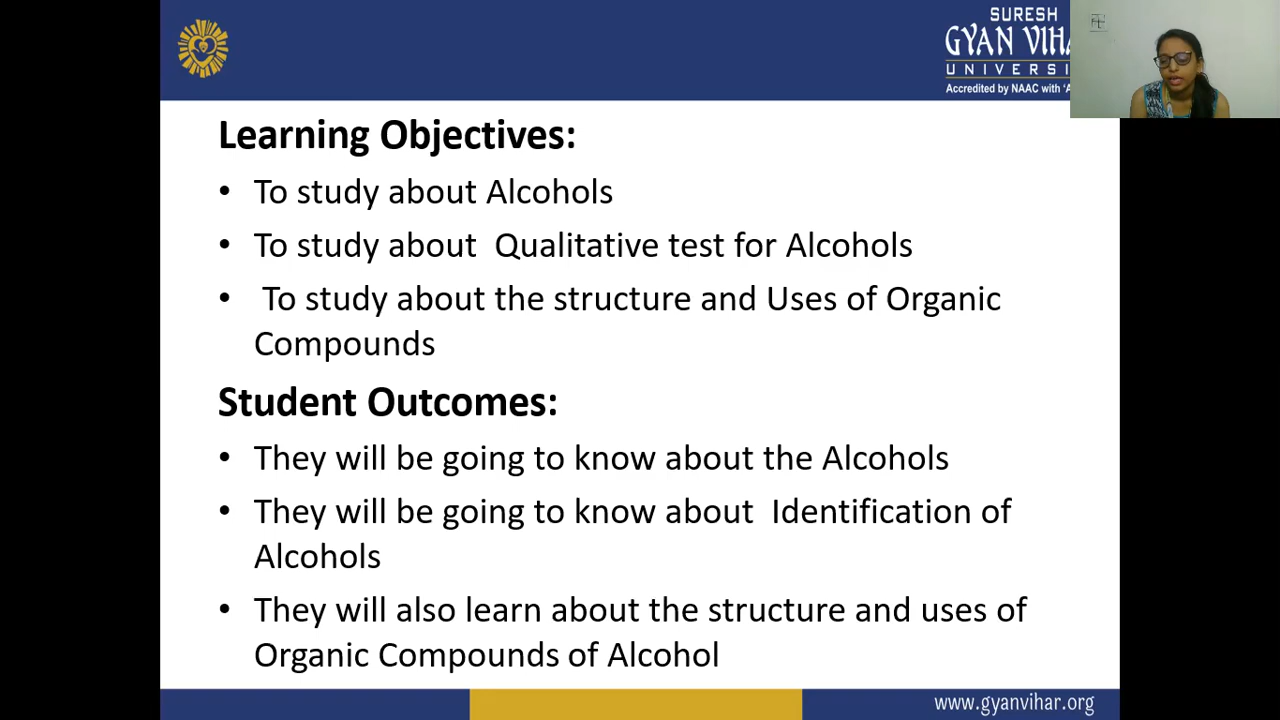 SURESH
GYAN VIHA
UNIVERSI
Accredited by NAAC with 'A
Learning Objectives:
• To study about Alcohols
• To study about Qualitative test for Alcohols
• To study about the structure and Uses of Organic
Compounds
Student Outcomes:
• They will be going to know about the Alcohols
• They will be going to know about Identification of
Alcohols
• They will also learn about the structure and uses of
Organic Compounds of Alcohol
www.gyanvihar.org